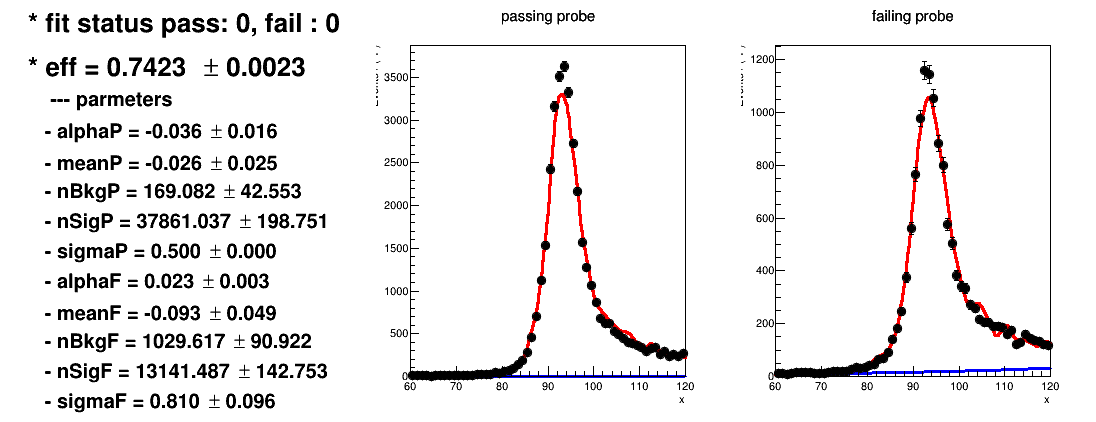 * fit status pass: 0, fail : 0
* eff = 0.7423 ± 0.0023
--- parmeters
- alphaP = -0.036 ± 0.016
- meanP = -0.026 ± 0.025
- nBkgP = 169.082 ± 42.553
- nSigP = 37861.037 ± 198.751
- sigmaP = 0.500 ± 0.000
- alphaF = 0.023 ± 0.003
- meanF = -0.093 ± 0.049
- nBkgF = 1029.617 ± 90.922
- nSigF = 13141.487 ± 142.753
- sigmaF = 0.810 ± 0.096
passing probe
3500
3000
2500
2000
1500
1000
500
0
60 70 80 90 100 110 120
x
failing probe
1200
1000
800
600
400
200
0
60 70 80 90 100 110 120
x